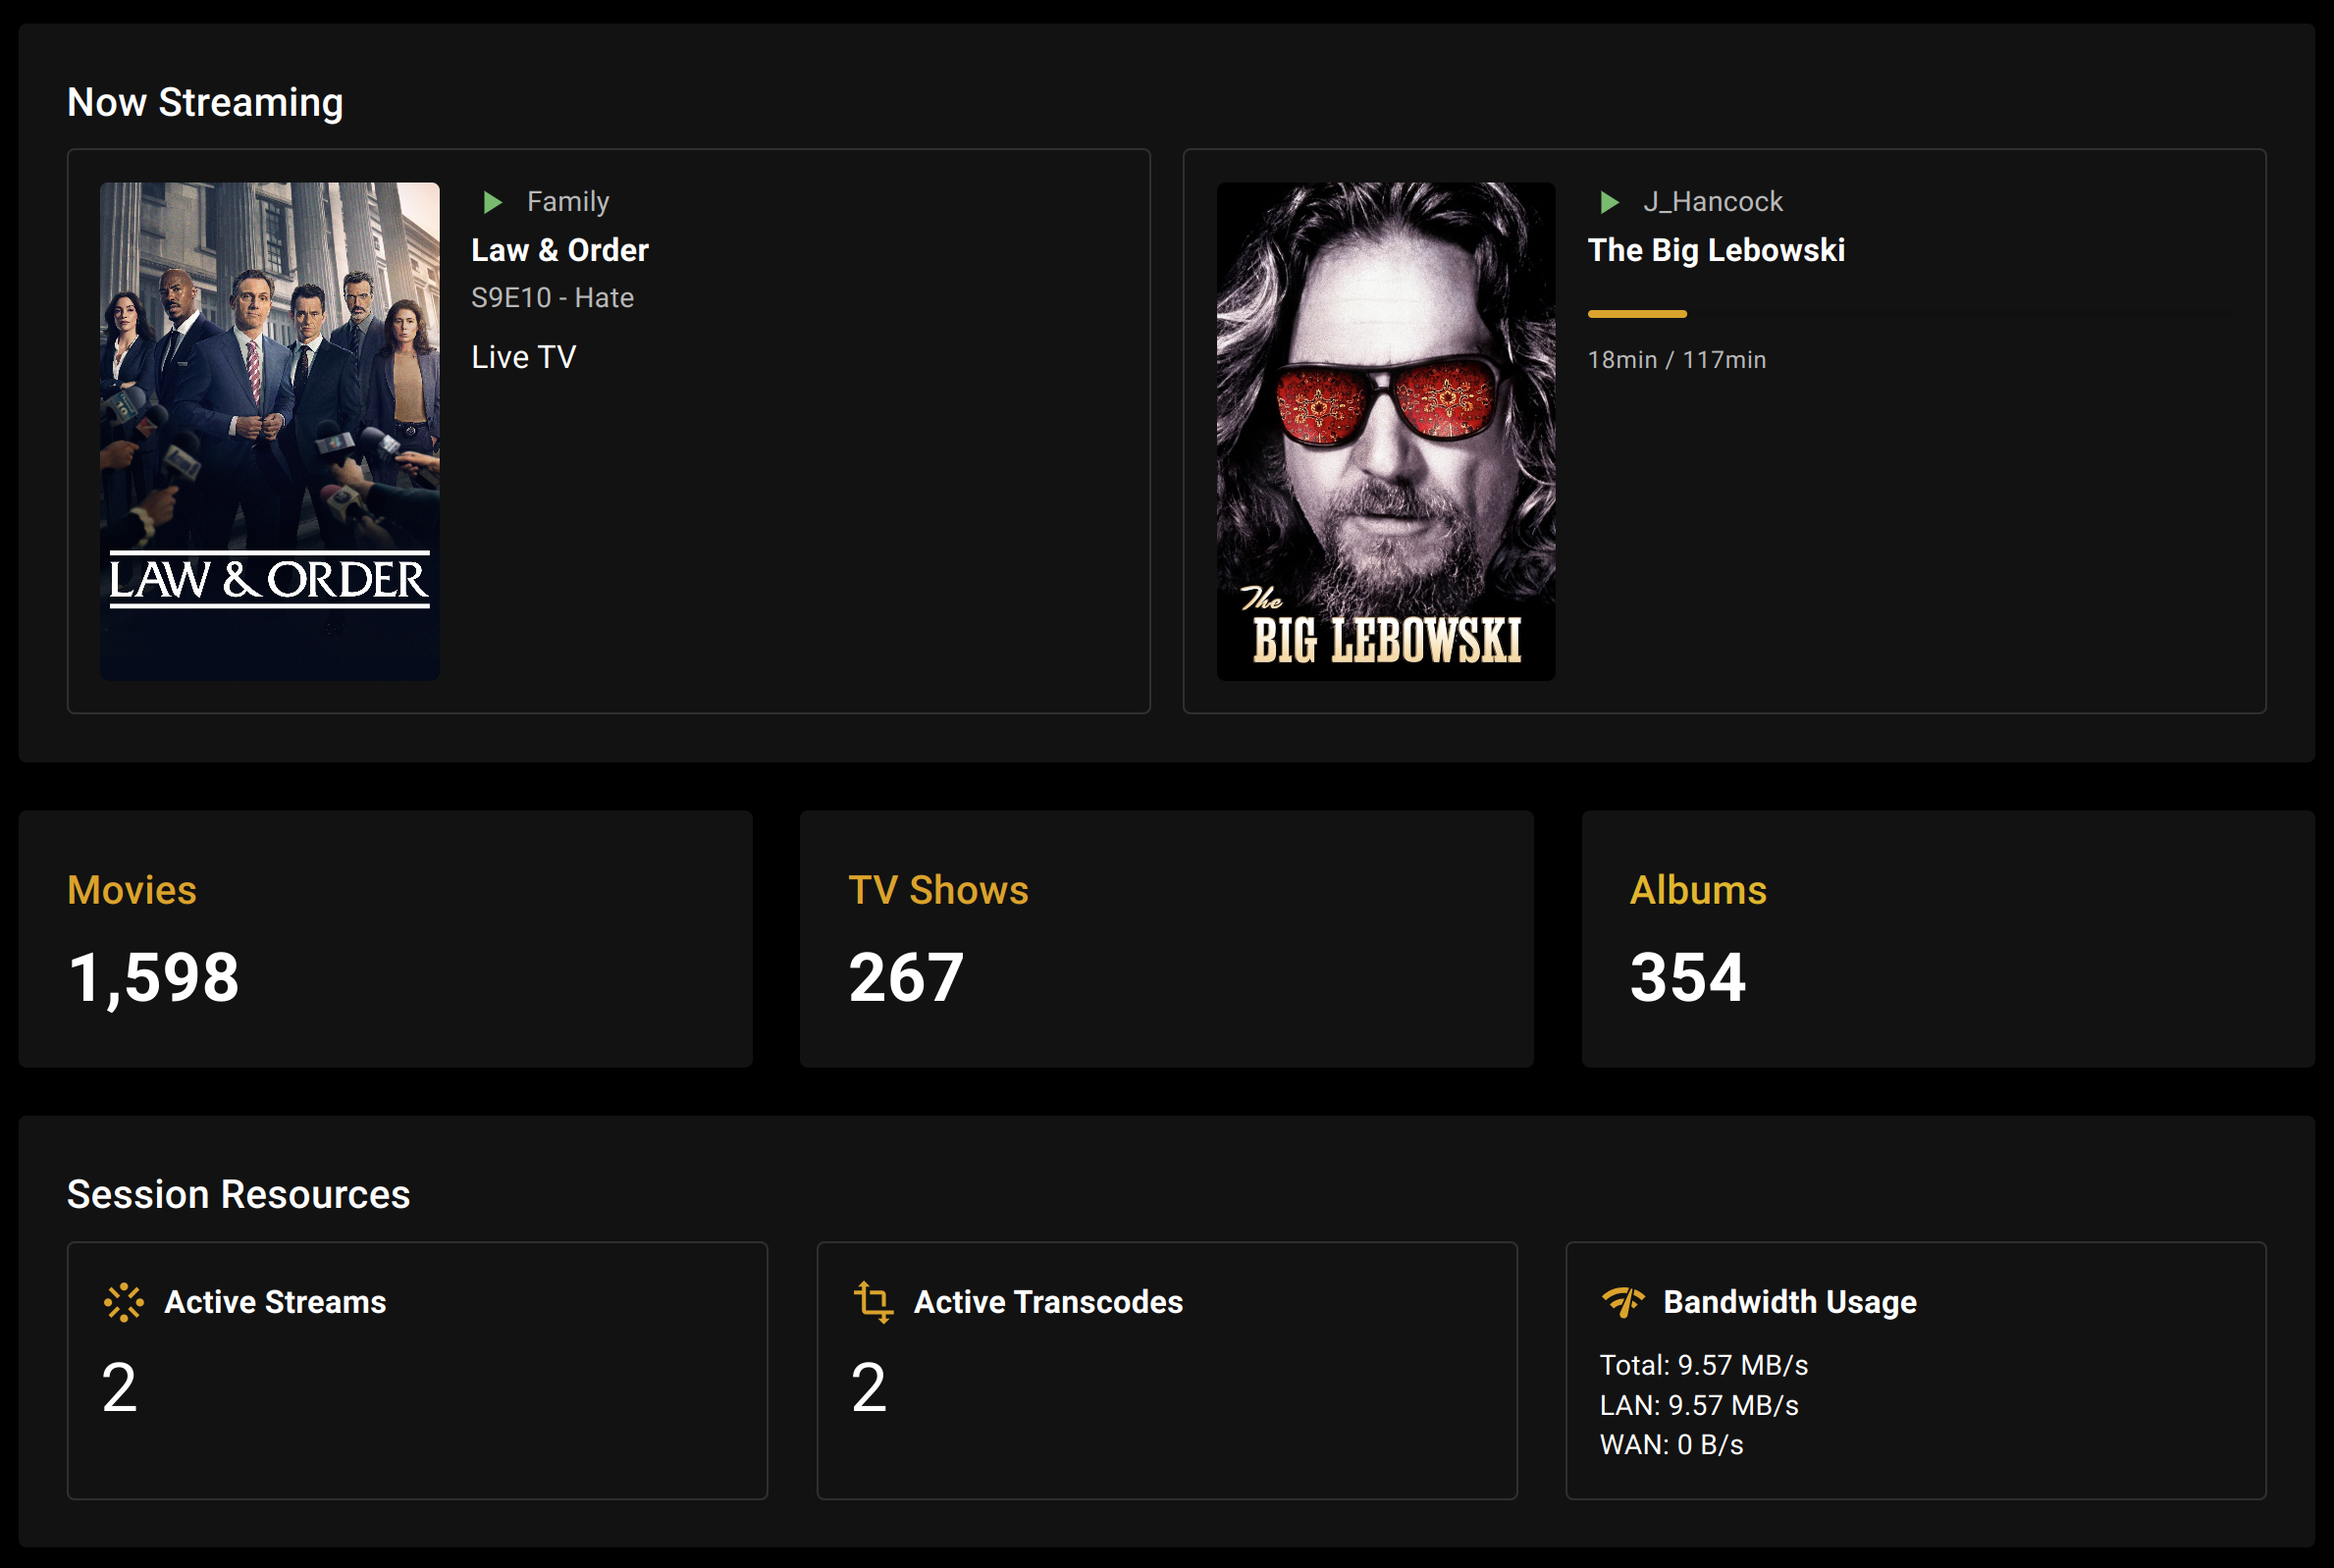 Now Streaming
Family
Law & Order
S9E10 - Hate
Live TV
LAW & ORDER
J_Hancock
The Big Lebowski
18min / 117min
The
BIG LEBOWSKI
Movies
1,598
TV Shows
267
Albums
354
Session Resources
Active Streams
2
Active Transcodes
2
Bandwidth Usage
Total: 9.57 MB/s
LAN: 9.57 MB/s
WAN: 0 B/s